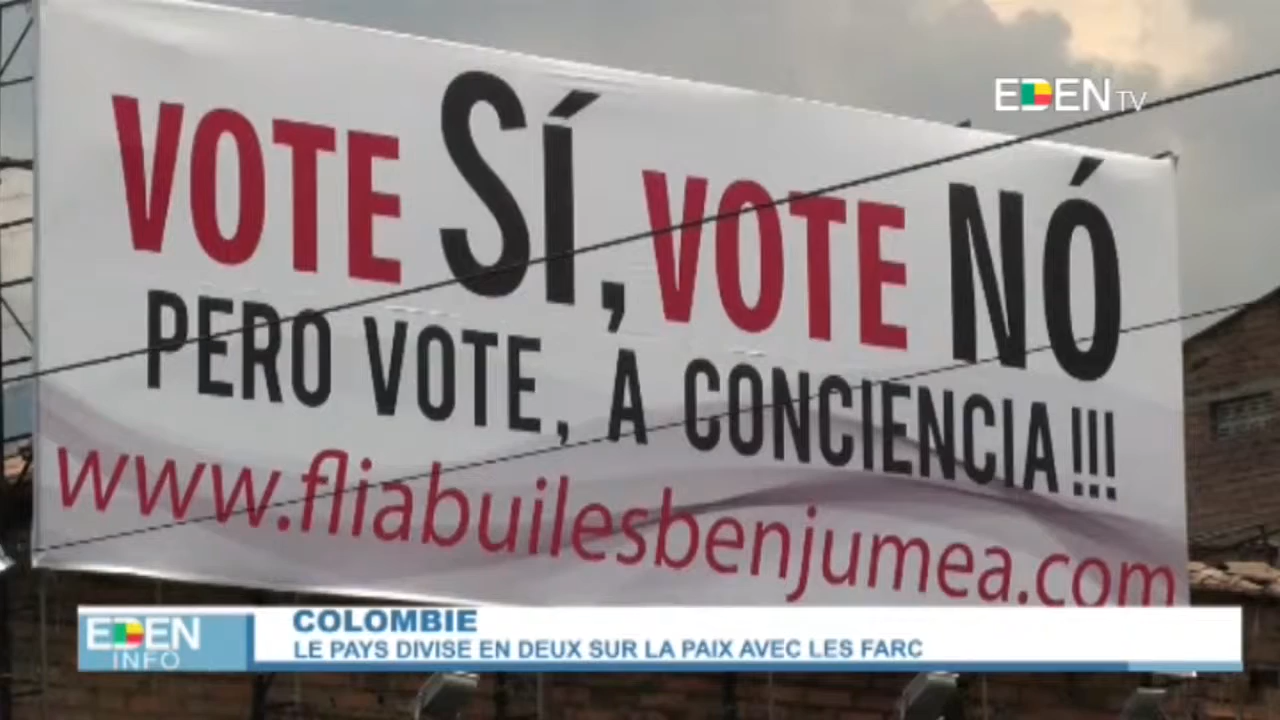 EDEN TV
VOTE SÍ, VOTE NÓ
PERO VOTE, A CONCIENCIA!!!
www.fliabuilesbenjumea.com
EDEN
INFO
COLOMBIE
LE PAYS DIVISE EN DEUX SUR LA PAIX AVEC LES FARC